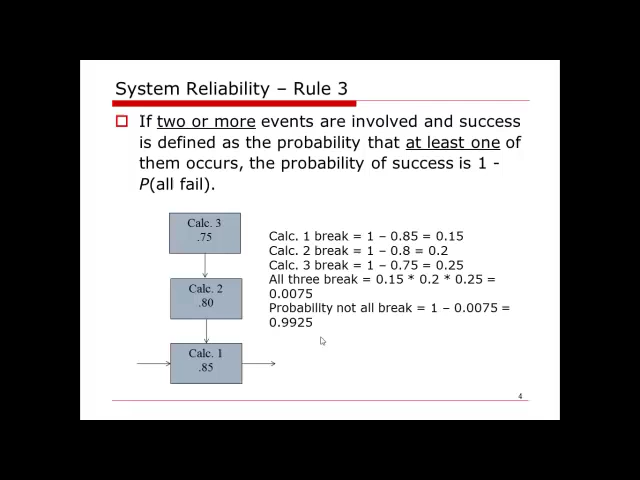 System Reliability – Rule 3
If two or more events are involved and success
is defined as the probability that at least one of
them occurs, the probability of success is 1 -
P(all fail).
Calc. 3
.75
Calc. 2
.80
Calc. 1
.85
Calc. 1 break = 1 – 0.85 = 0.15
Calc. 2 break = 1 – 0.8 = 0.2
Calc. 3 break = 1 – 0.75 = 0.25
All three break = 0.15 * 0.2 * 0.25 =
0.0075
Probability not all break = 1 – 0.0075 =
0.9925
4